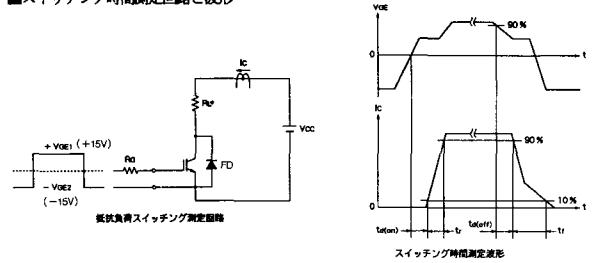 ■スイッチング時間測定回路と波形
Ic
RL*
Vcc
+VGE1 (+15V)
RG
FD
-VGE2
(-15V)
抵抗負荷スイッチング測定回路
VGE
90%
0
t
Ic
90%
10%
0
t
td(on)
tr
td(off)
tf
スイッチング時間測定波形